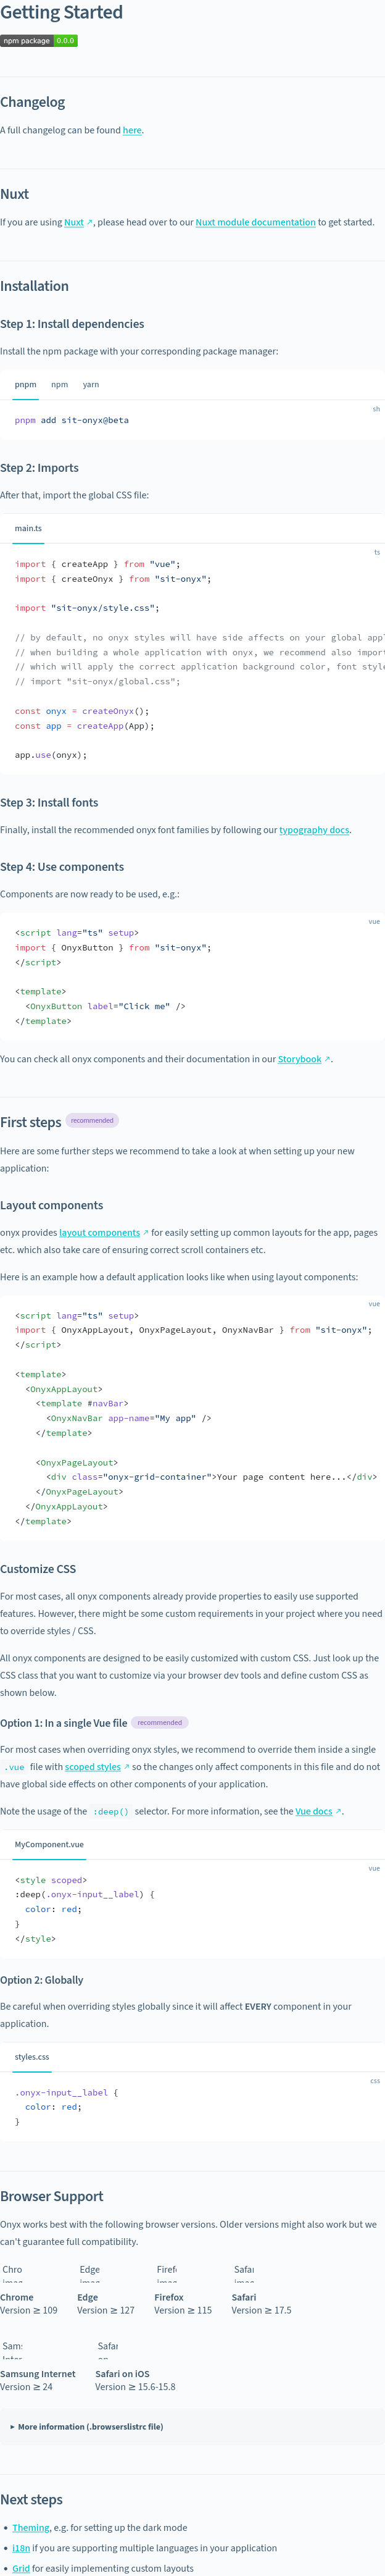 Getting Started
npm package 0.0.0
Changelog
A full changelog can be found here.
Nuxt
If you are using Nuxt ↗, please head over to our Nuxt module documentation to get started.
Installation
Step 1: Install dependencies
Install the npm package with your corresponding package manager:
pnpm npm yarn
sh
pnpm add sit-onyx@beta
Step 2: Imports
After that, import the global CSS file:
main.ts
ts
import { createApp } from "vue";
import { createOnyx } from "sit-onyx";
import "sit-onyx/style.css";
// by default, no onyx styles will have side affects on your global
// when building a whole application with onyx, we recommend also
// which will apply the correct application background color, font
// import "sit-onyx/global.css";
const onyx = createOnyx();
const app = createApp(App);
app.use(onyx);
Step 3: Install fonts
Finally, install the recommended onyx font families by following our typography docs.
Step 4: Use components
Components are now ready to be used, e.g.:
vue
<script lang="ts" setup>
import { OnyxButton } from "sit-onyx";
</script>
<template>
<OnyxButton label="Click me" />
</template>
You can check all onyx components and their documentation in our Storybook ↗.
First steps recommended
Here are some further steps we recommend to take a look at when setting up your new
application:
Layout components
onyx provides layout components ↗ for easily setting up common layouts for the app, pages
etc. which also take care of ensuring correct scroll containers etc.
Here is an example how a default application looks like when using layout components:
vue
<script lang="ts" setup>
import { OnyxAppLayout, OnyxPageLayout, OnyxNavBar } from "sit-onyx";
</script>
<template>
<OnyxAppLayout>
<template #navBar>
<OnyxNavBar app-name="My app" />
</template>
<OnyxPageLayout>
<div class="onyx-grid-container">Your page content here...</div>
</OnyxPageLayout>
</OnyxAppLayout>
</template>
Customize CSS
For most cases, all onyx components already provide properties to easily use supported
features. However, there might be some custom requirements in your project where you need
to override styles / CSS.
All onyx components are designed to be easily customized with custom CSS. Just look up the
CSS class that you want to customize via your browser dev tools and define custom CSS as
shown below.
Option 1: In a single Vue file recommended
For most cases when overriding onyx styles, we recommend to override them inside a single
.vue file with scoped styles ↗ so the changes only affect components in this file and do not
have global side effects on other components of your application.
Note the usage of the :deep() selector. For more information, see the Vue docs ↗.
MyComponent.vue
vue
<style scoped>
:deep(.onyx-input__label) {
color: red;
}
</style>
Option 2: Globally
Be careful when overriding styles globally since it will affect EVERY component in your
application.
styles.css
css
.onyx-input__label {
color: red;
}
Browser Support
Onyx works best with the following browser versions. Older versions might also work but we
can't guarantee full compatibility.
Edge
Chrome Edge Firefox Safari
Version ≥ 109 Version ≥ 127 Version ≥ 115 Version ≥ 17.5
Samsung Internet Safari on iOS
Version ≥ 24 Version ≥ 15.6-15.8
▸ More information (.browserslistrc file)
Next steps
• Theming, e.g. for setting up the dark mode
• i18n if you are supporting multiple languages in your application
• Grid for easily implementing custom layouts